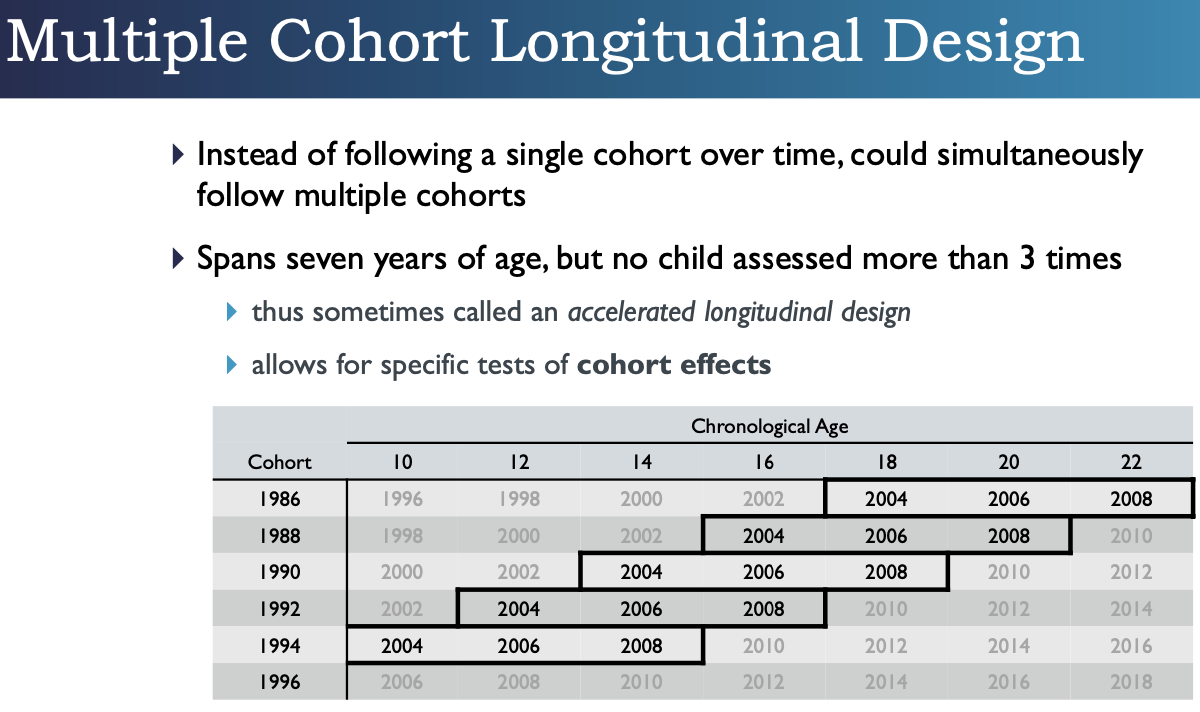 Multiple Cohort Longitudinal Design
Instead of following a single cohort over time, could simultaneously
follow multiple cohorts
Spans seven years of age, but no child assessed more than 3 times
thus sometimes called an accelerated longitudinal design
allows for specific tests of cohort effects
Chronological Age
Cohort 10 12 14 16 18 20 22
1986 1996 1998 2000 2002 2004 2006 2008
1988 1998 2000 2002 2004 2006 2008 2010
1990 2000 2002 2004 2006 2008 2010 2012
1992 2002 2004 2006 2008 2010 2012 2014
1994 2004 2006 2008 2010 2012 2014 2016
1996 2006 2008 2010 2012 2014 2016 2018